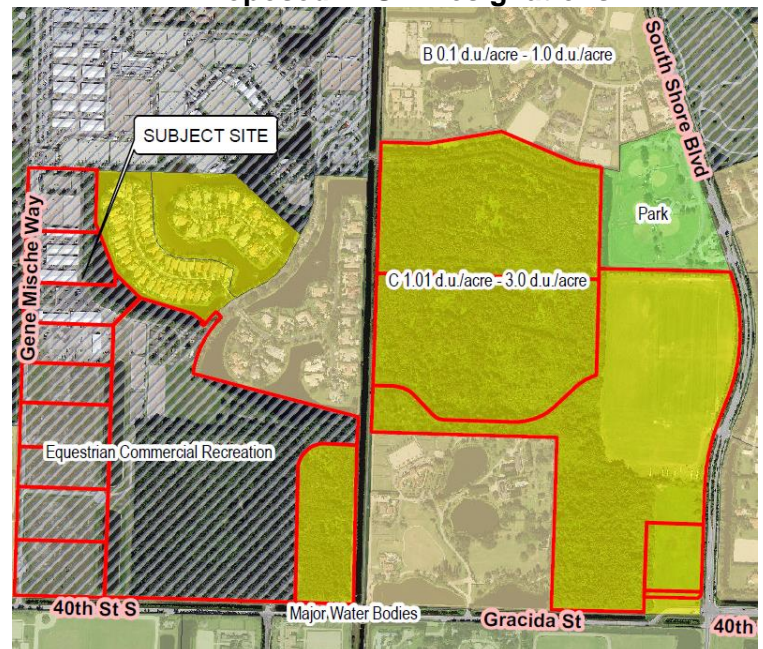 B 0.1 d.u./acre - 1.0 d.u./acre
South Shore Blvd
SUBJECT SITE
Park
Gene Mische Way
C 1.01 d.u./acre - 3.0 d.u./acre
Equestrian Commercial Recreation
40th St S
Major Water Bodies
Gracida St
40th